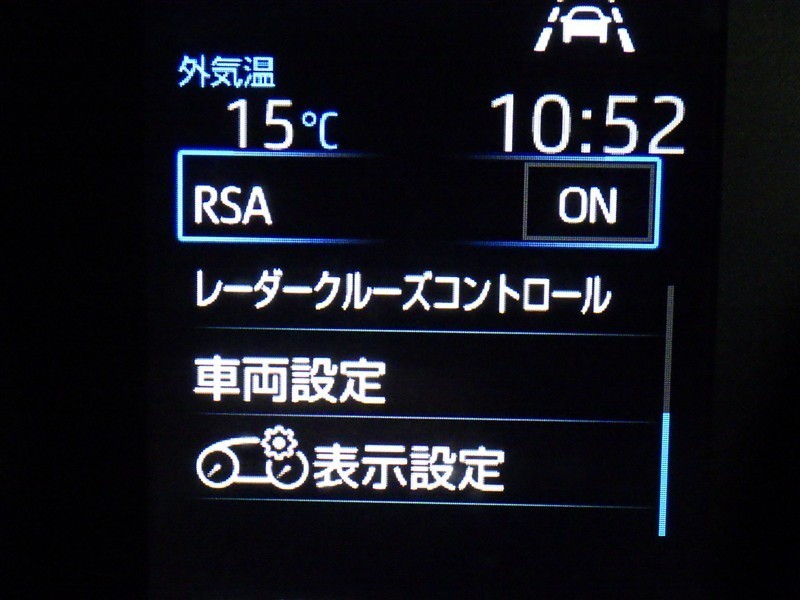 外気温
15℃ 10:52
RSA ON
レーダークルーズコントロール
車両設定
表示設定